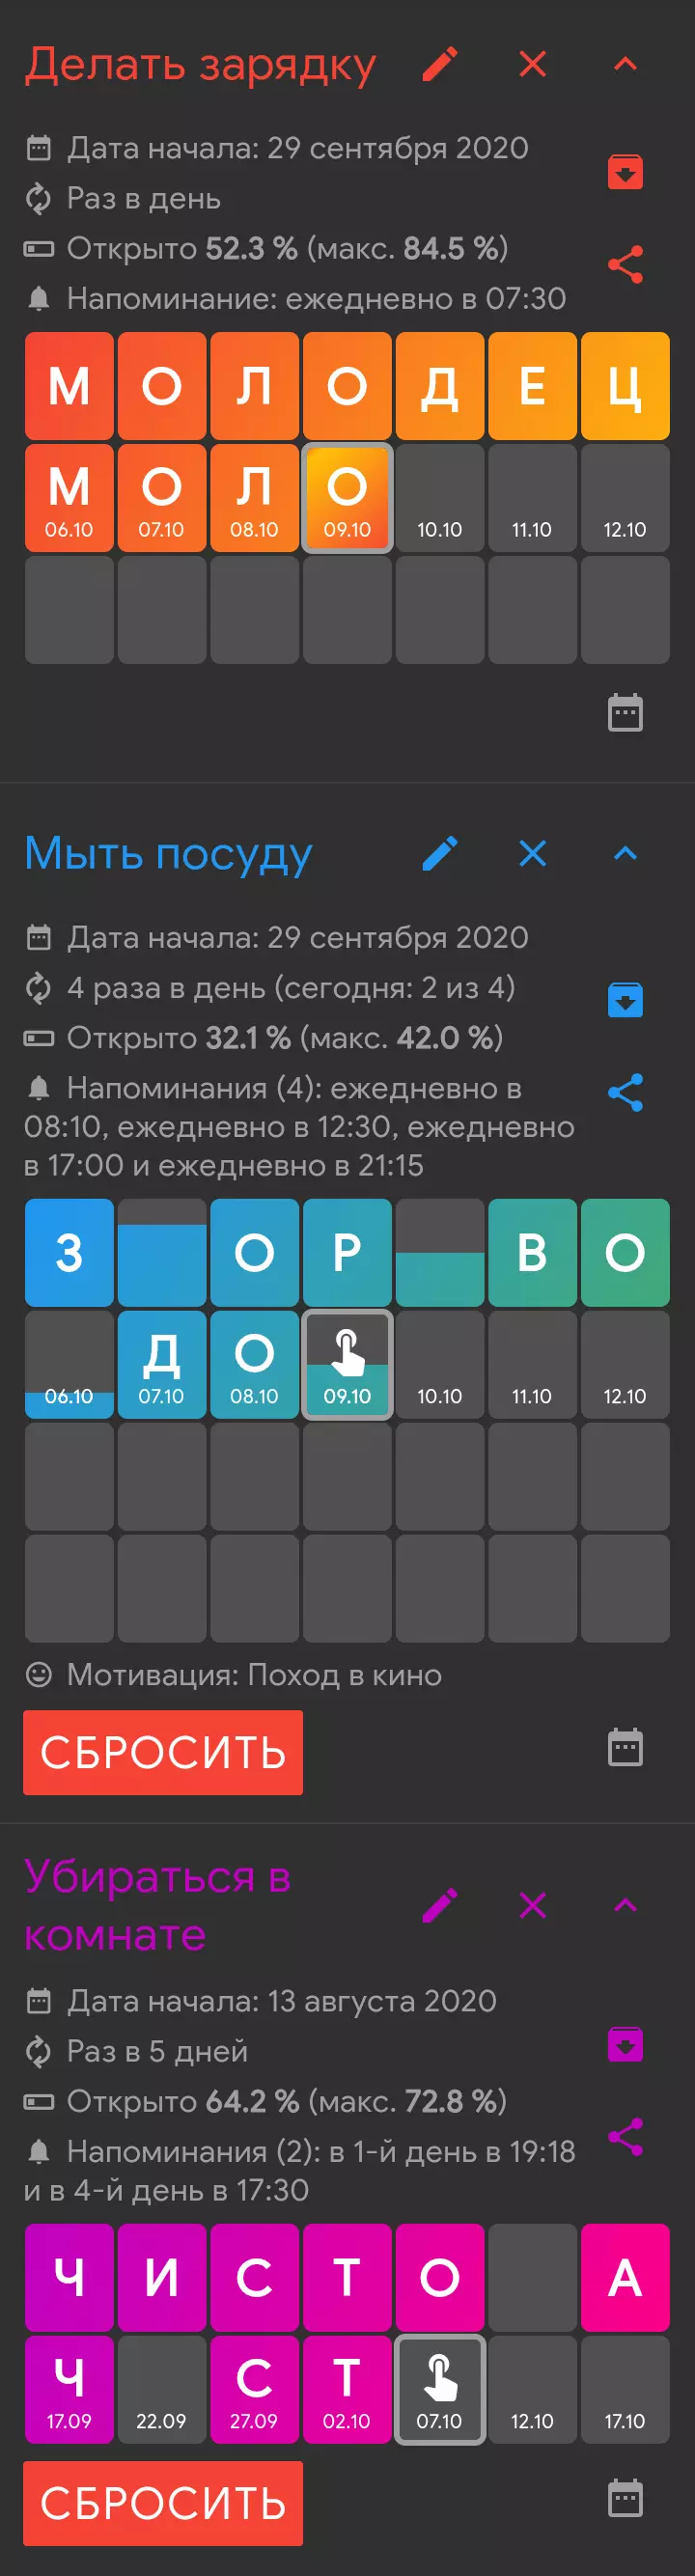 Делать зарядку
Дата начала: 29 сентября 2020
Раз в день
Открыто 52.3 % (макс. 84.5 %)
Напоминание: ежедневно в 07:30
М О Л О Д Е Ц
М О Л О
06.10 07.10 08.10 09.10 10.10 11.10 12.10
Мыть посуду
Дата начала: 29 сентября 2020
4 раза в день (сегодня: 2 из 4)
Открыто 32.1 % (макс. 42.0 %)
Напоминания (4): ежедневно в
08:10, ежедневно в 12:30, ежедневно
в 17:00 и ежедневно в 21:15
З О Р В О
Д О
06.10 07.10 08.10 09.10 10.10 11.10 12.10
Мотивация: Поход в кино
СБРОСИТЬ
Убираться в
комнате
Дата начала: 13 августа 2020
Раз в 5 дней
Открыто 64.2 % (макс. 72.8 %)
Напоминания (2): в 1-й день в 19:18
и в 4-й день в 17:30
Ч И С Т О А
Ч С Т
17.09 22.09 27.09 02.10 07.10 12.10 17.10
СБРОСИТЬ